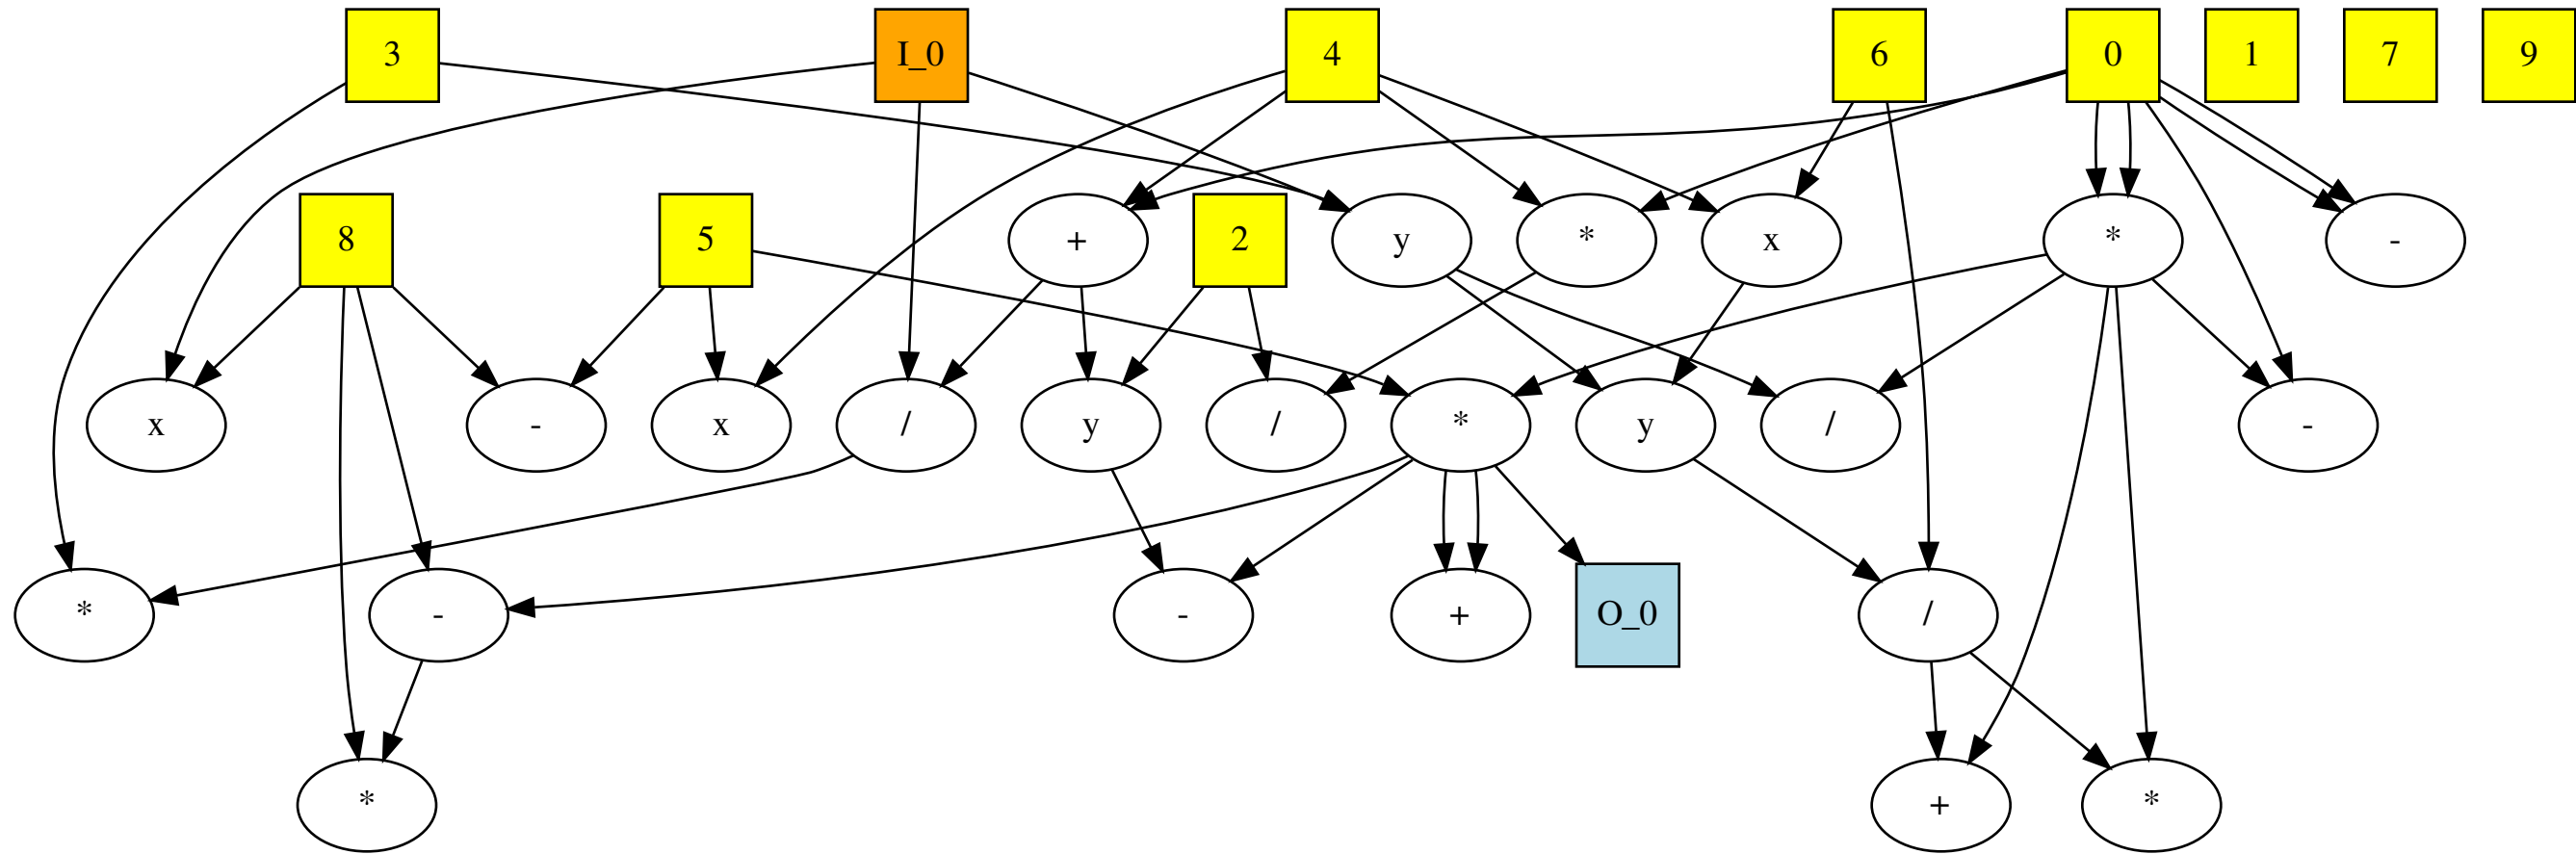 3 I_0 4 6 0 1 7 9
8 5 + 2 y * x * -
x - x / y / * y / -
* - - + O_0 /
* + *